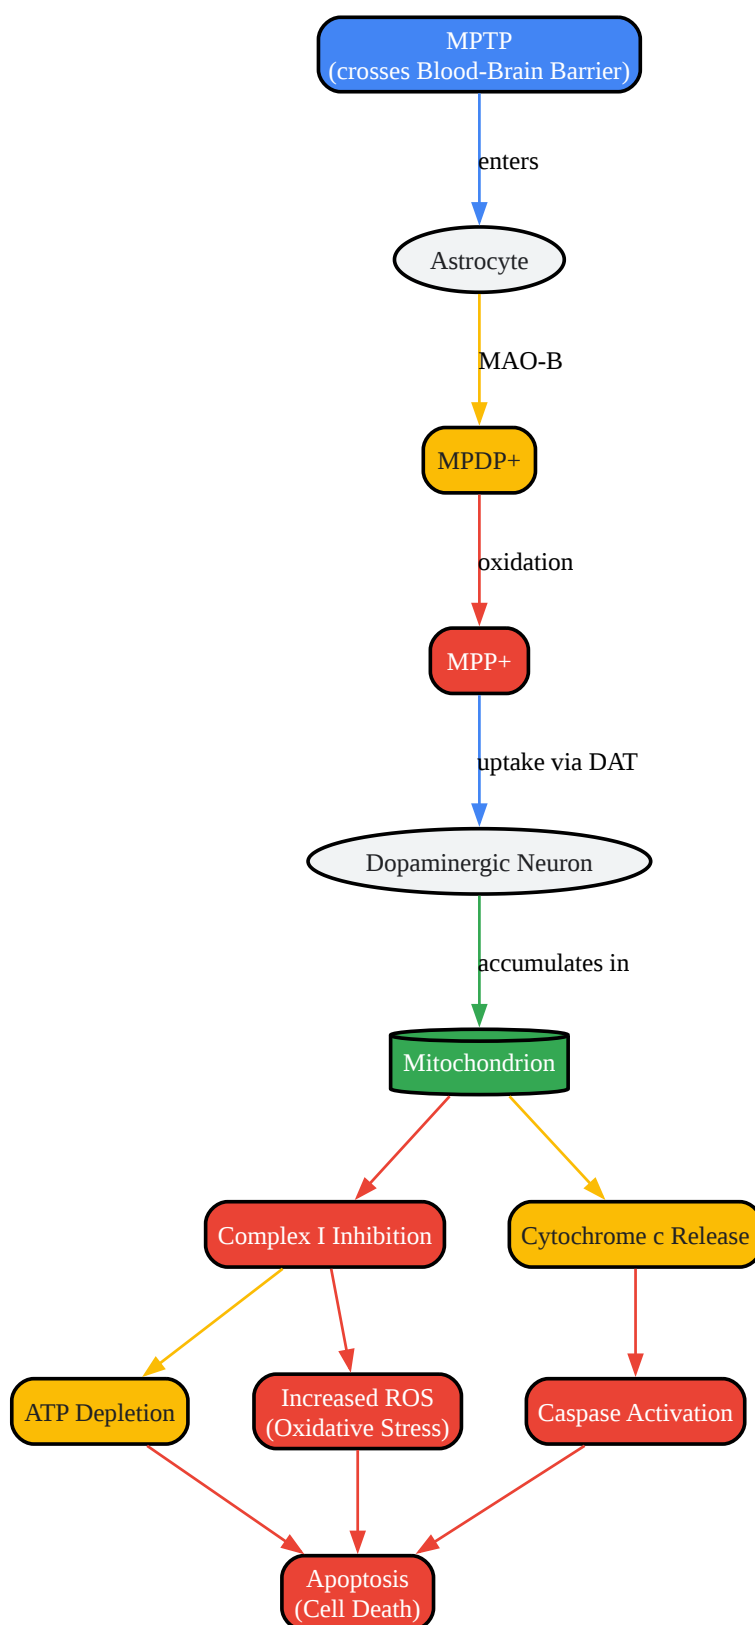 MPTP
(crosses Blood-Brain Barrier)
enters
Astrocyte
MAO-B
MPDP+
oxidation
MPP+
uptake via DAT
Dopaminergic Neuron
accumulates in
Mitochondrion
Complex I Inhibition
Cytochrome c Release
ATP Depletion
Increased ROS
(Oxidative Stress)
Caspase Activation
Apoptosis
(Cell Death)